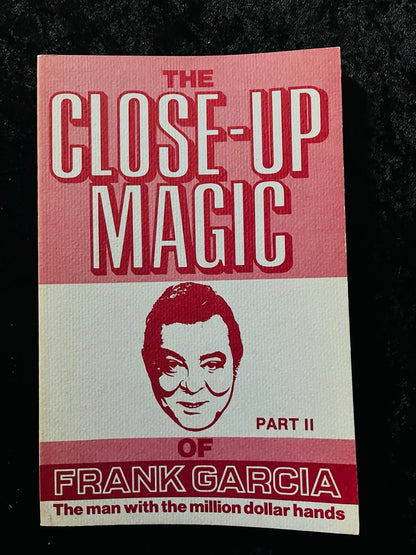 THE
CLOSE-UP
MAGIC
PART II
OF
FRANK GARCIA
The man with the million dollar hands